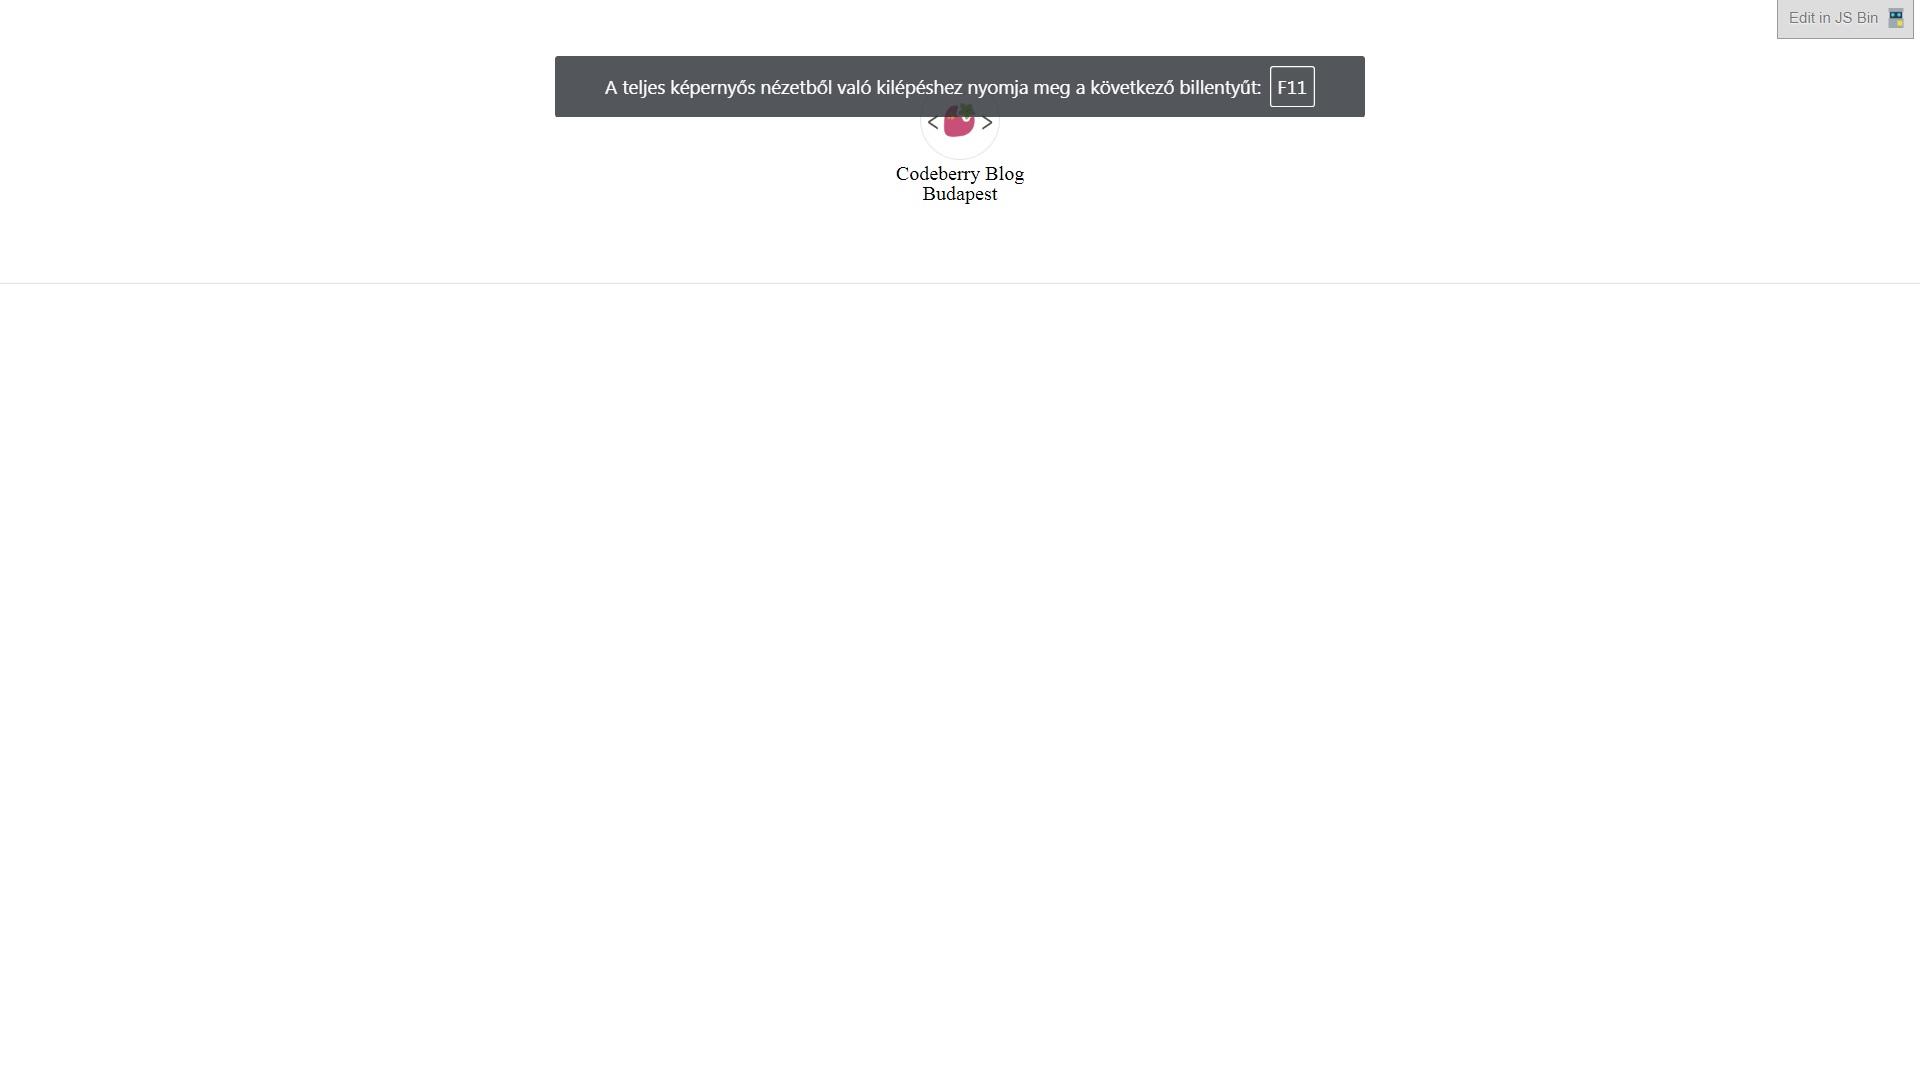 Edit in JS Bin
A teljes képernyős nézetből való kilépéshez nyomja meg a következő billentyűt: F11
< >
Codeberry Blog
Budapest